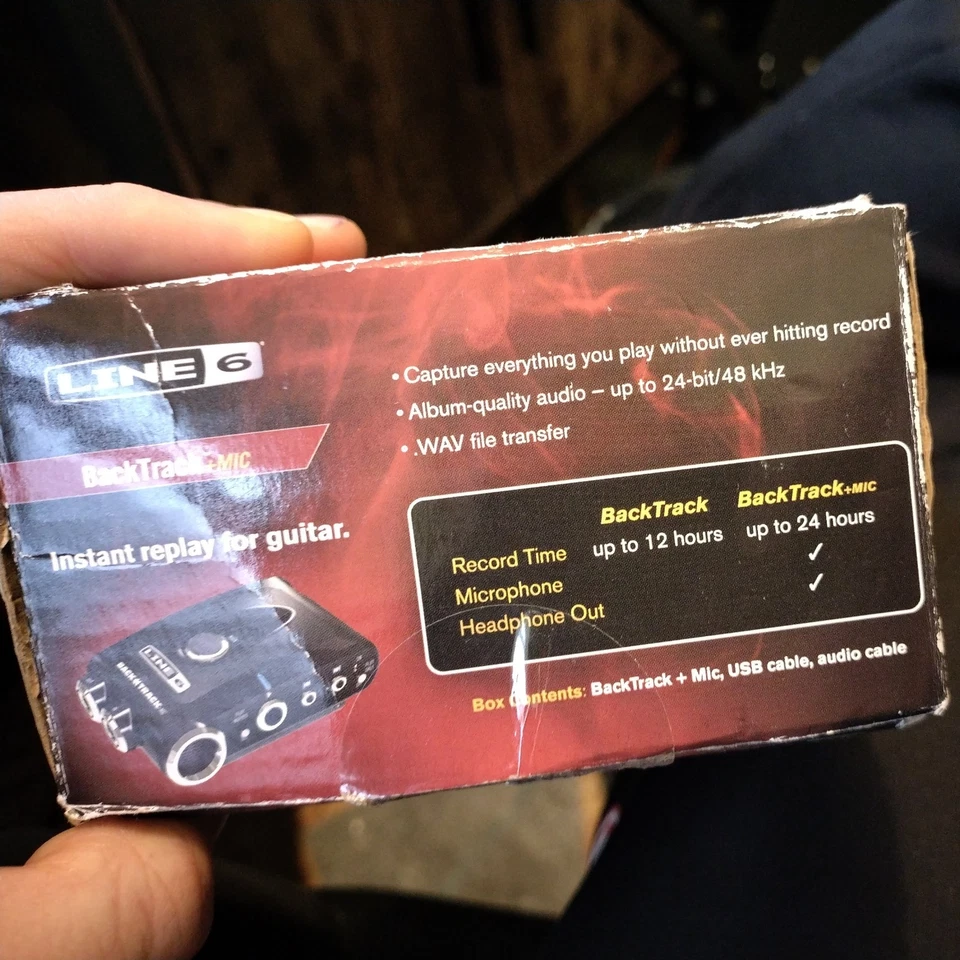 LINE 6
BackTrack +MIC
Instant replay for guitar.
LINE 6
BACKTRACK
• Capture everything you play without ever hitting record
• Album-quality audio – up to 24-bit/48 kHz
• .WAV file transfer
BackTrack BackTrack+MIC
Record Time up to 12 hours up to 24 hours
Microphone ✓
Headphone Out ✓
Box Contents: BackTrack + Mic, USB cable, audio cable